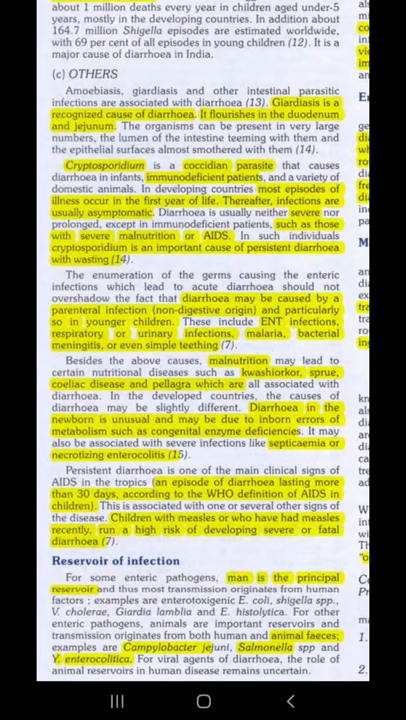 about 1 million deaths every year in children aged under-5
years, mostly in the developing countries. In addition about
164.7 million Shigella episodes are estimated worldwide,
with 69 per cent of all episodes in young children (12). It is a
major cause of diarrhoea in India.
(c) OTHERS
Amoebiasis, giardiasis and other intestinal parasitic
infections are associated with diarrhoea (13). Giardiasis is a
recognized cause of diarrhoea. It flourishes in the duodenum
and jejunum. The organisms can be present in very large
numbers, the lumen of the intestine teeming with them and
the epithelial surfaces almost smothered with them (14).
Cryptosporidium is a coccidian parasite that causes
diarrhoea in infants, immunodeficient patients, and a variety of
domestic animals. In developing countries most episodes of
illness occur in the first year of life. Thereafter, infections are
usually asymptomatic. Diarrhoea is usually neither severe nor
prolonged, except in immunodeficient patients, such as those
with severe malnutrition or AIDS. In such individuals
cryptosporidium is an important cause of persistent diarrhoea
with wasting (14).
The enumeration of the germs causing the enteric
infections which lead to acute diarrhoea should not
overshadow the fact that diarrhoea may be caused by a
parenteral infection (non-digestive origin) and particularly
so in younger children. These include ENT infections,
respiratory or urinary infections, malaria, bacterial
meningitis, or even simple teething (7).
Besides the above causes, malnutrition may lead to
certain nutritional diseases such as kwashiorkor, sprue,
coeliac disease and pellagra which are all associated with
diarrhoea. In the developed countries, the causes of
diarrhoea may be slightly different. Diarrhoea in the
newborn is unusual and may be due to inborn errors of
metabolism such as congenital enzyme deficiencies. It may
also be associated with severe infections like septicaemia or
necrotizing enterocolitis (15).
Persistent diarrhoea is one of the main clinical signs of
AIDS in the tropics (an episode of diarrhoea lasting more
than 30 days, according to the WHO definition of AIDS in
children). This is associated with one or several other signs of
the disease. Children with measles or who have had measles
recently, run a high risk of developing severe or fatal
diarrhoea (7).
Reservoir of infection
For some enteric pathogens, man is the principal
reservoir and thus most transmission originates from human
factors ; examples are enterotoxigenic E. coli, shigella spp.,
V. cholerae, Giardia lamblia and E. histolytica. For other
enteric pathogens, animals are important reservoirs and
transmission originates from both human and animal faeces;
examples are Campylobacter jejuni, Salmonella spp and
Y. enterocolitica. For viral agents of diarrhoea, the role of
animal reservoirs in human disease remains uncertain.